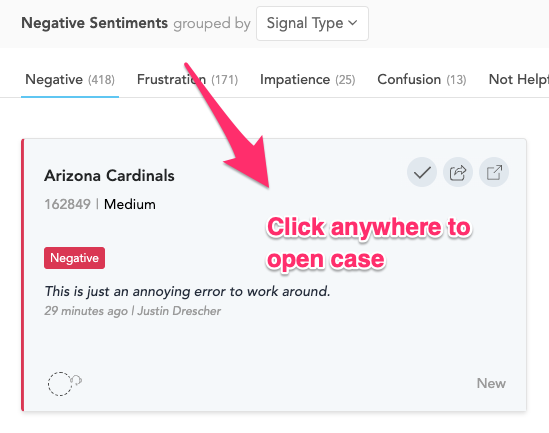 Negative Sentiments grouped by Signal Type
Negative (418) Frustration (171) Impatience (25) Confusion (13) Not Helpf
Arizona Cardinals
162849 | Medium
Click anywhere to
open case
Negative
This is just an annoying error to work around.
29 minutes ago | Justin Drescher
New